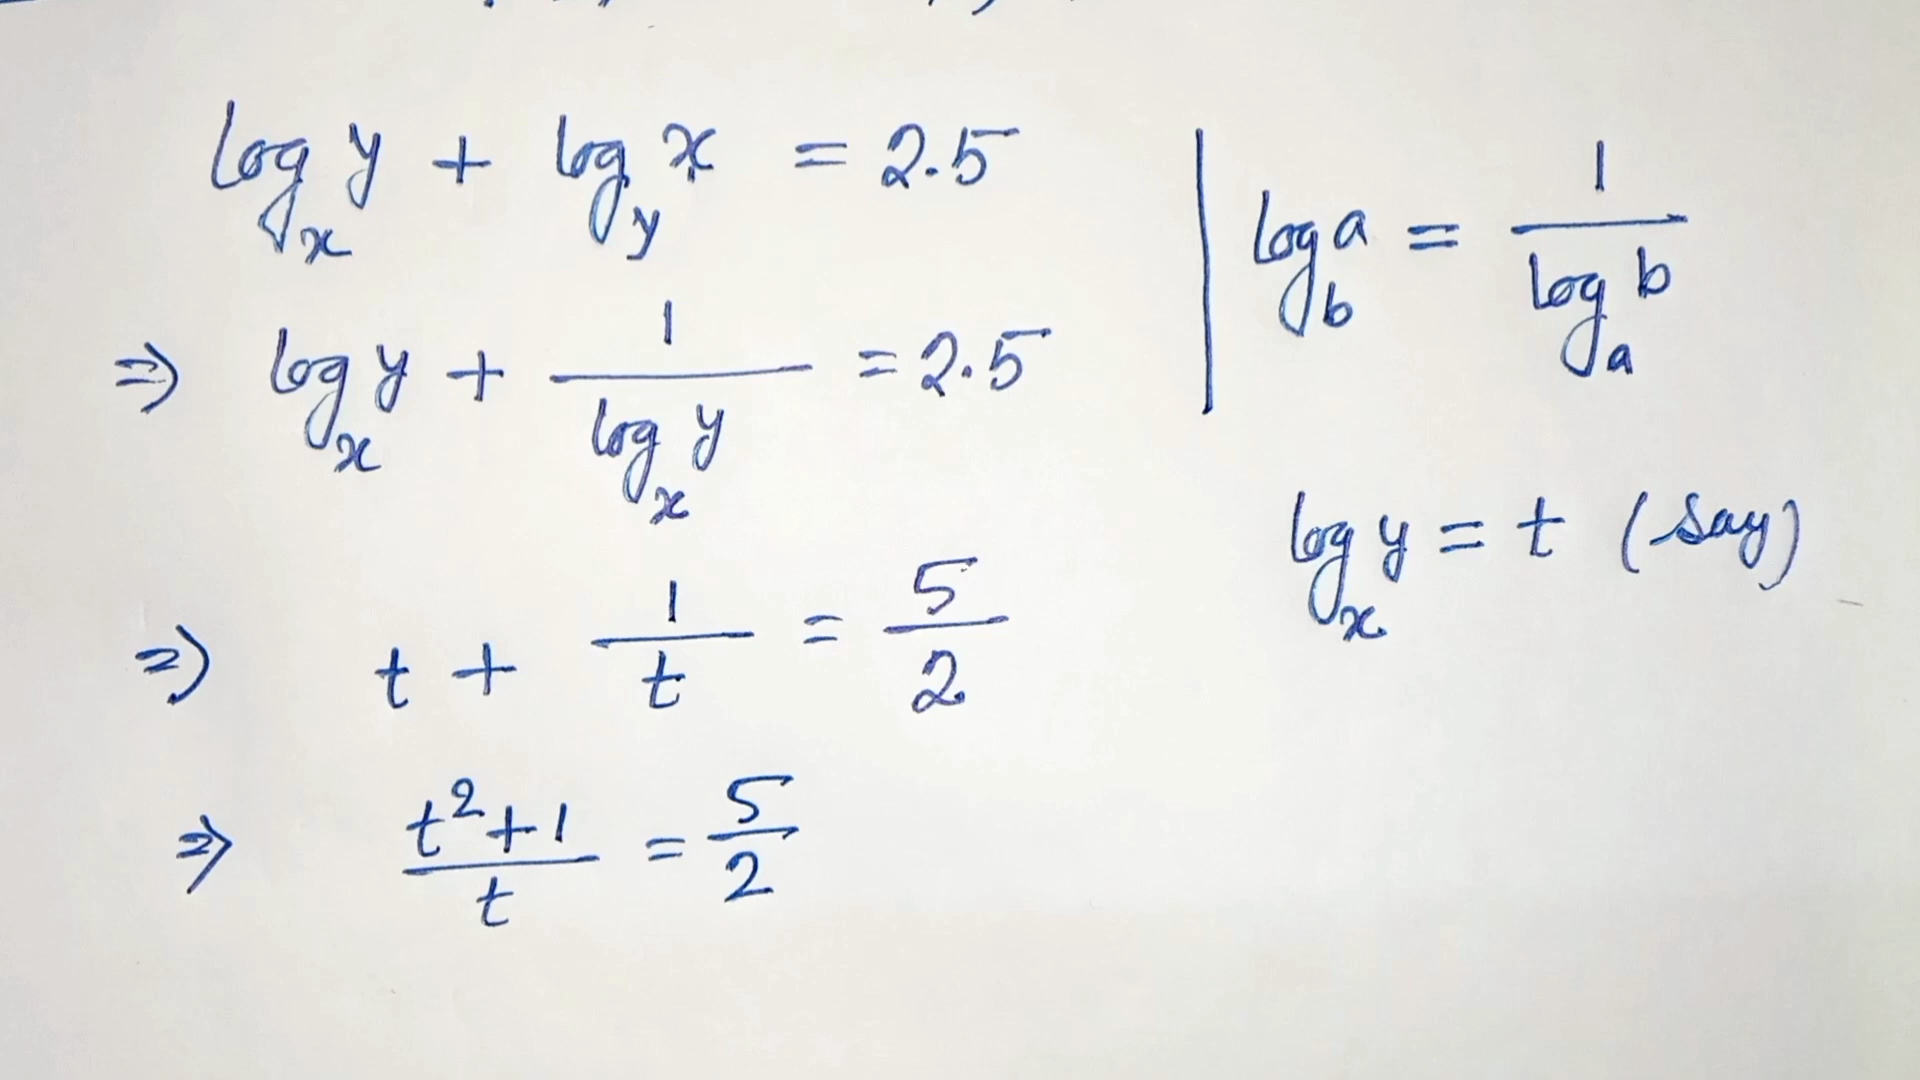 log_x y + log_y x = 2.5
⇒ log_x y + 1/(log_x y) = 2.5
⇒ t + 1/t = 5/2
⇒ (t² + 1)/t = 5/2
log_b a = 1/(log_a b)
log_x y = t (say)